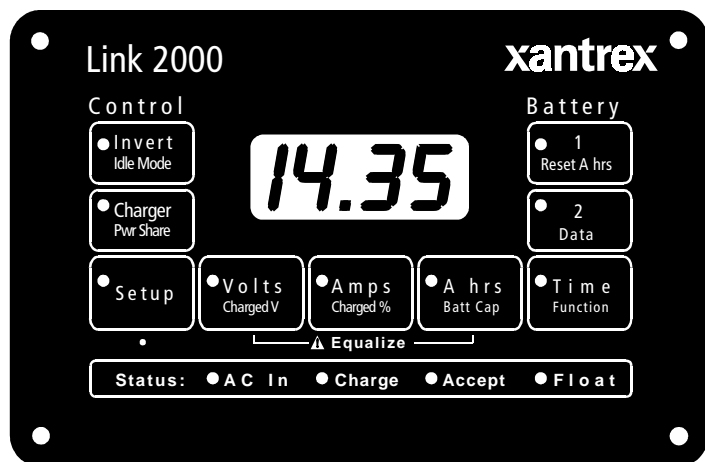 Link 2000
xantrex
Control
Battery
Invert
Idle Mode
14.35
1
Reset A hrs
Charger
Pwr Share
2
Data
Setup
Volts
Charged V
Amps
Charged %
A hrs
Batt Cap
Time
Function
Equalize
Status: AC In Charge Accept Float